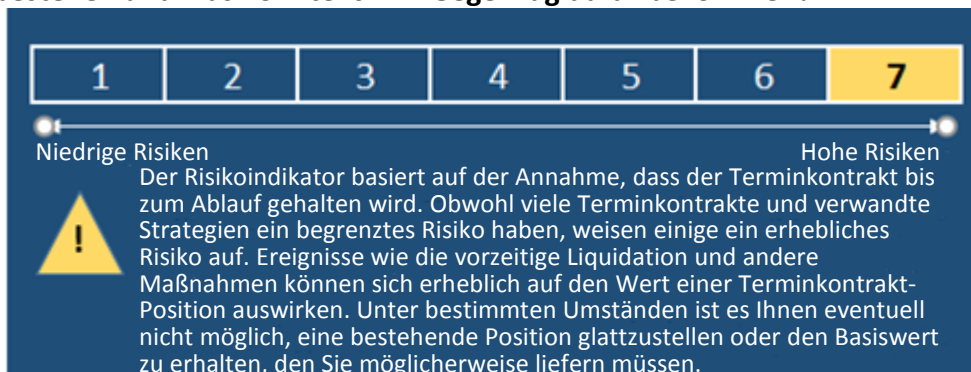 1 2 3 4 5 6 7
Niedrige Risiken Hohe Risiken
Der Risikoindikator basiert auf der Annahme, dass der Terminkontrakt bis
zum Ablauf gehalten wird. Obwohl viele Terminkontrakte und verwandte
! Strategien ein begrenztes Risiko haben, weisen einige ein erhebliches
Risiko auf. Ereignisse wie die vorzeitige Liquidation und andere
Maßnahmen können sich erheblich auf den Wert einer Terminkontrakt-
Position auswirken. Unter bestimmten Umständen ist es Ihnen eventuell
nicht möglich, eine bestehende Position glattzustellen oder den Basiswert
zu erhalten, den Sie möglicherweise liefern müssen.